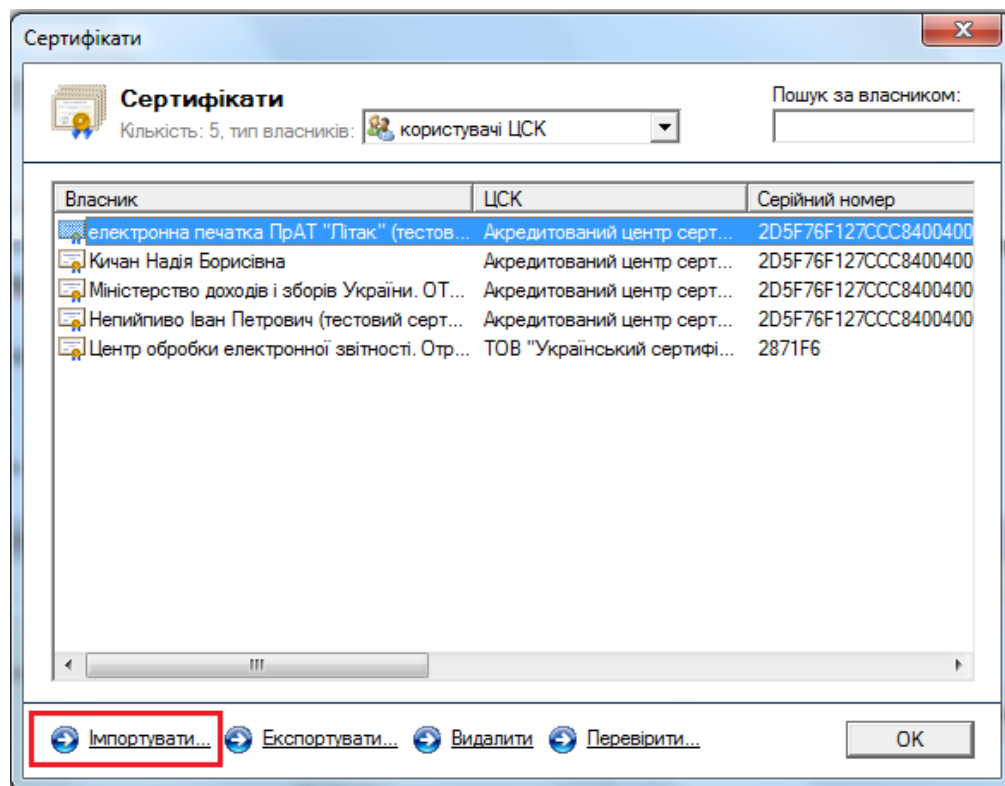 Сертифікати
Сертифікати
Пошук за власником:
Кількість: 5, тип власників: користувачі ЦСК
Власник ЦСК Серійний номер
електронна печатка ПрАТ "Літак" (тестов... Акредитований центр серт... 2D5F76F127CCC8400400
Кичан Надія Борисівна Акредитований центр серт... 2D5F76F127CCC8400400
Міністерство доходів і зборів України. ОТ... Акредитований центр серт... 2D5F76F127CCC8400400
Непийпиво Іван Петрович (тестовий серт... Акредитований центр серт... 2D5F76F127CCC8400400
Центр обробки електронної звітності. Отр... ТОВ "Український сертифі... 2871F6
Імпортувати... Експортувати... Видалити Перевірити... OK